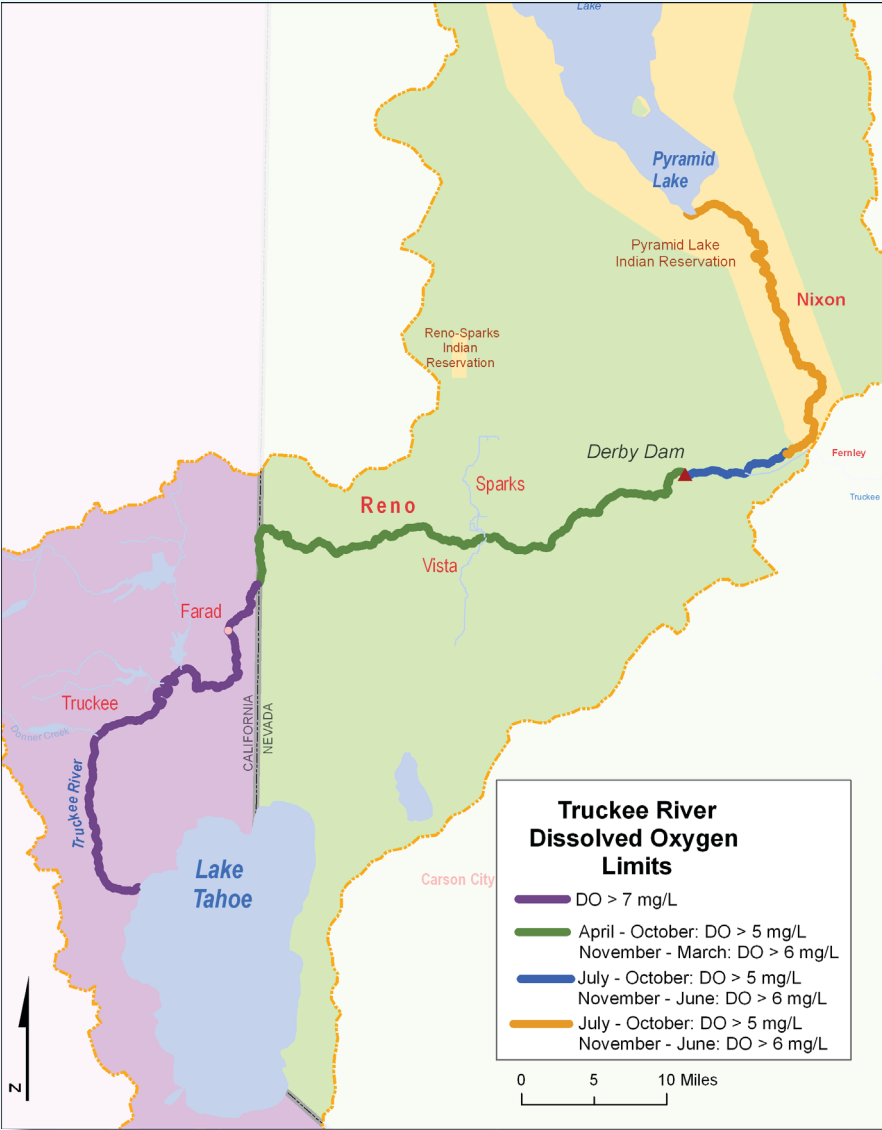 Lake
Pyramid
Lake
Pyramid Lake
Indian Reservation
Nixon
Reno-Sparks
Indian
Reservation
Derby Dam
Fernley
Sparks
Truckee
Reno
Vista
Farad
Truckee
Donner Creek
CALIFORNIA
NEVADA
Truckee River
Lake
Tahoe
Carson City
Truckee River
Dissolved Oxygen
Limits
DO > 7 mg/L
April - October: DO > 5 mg/L
November - March: DO > 6 mg/L
July - October: DO > 5 mg/L
November - June: DO > 6 mg/L
July - October: DO > 5 mg/L
November - June: DO > 6 mg/L
N
0 5 10 Miles